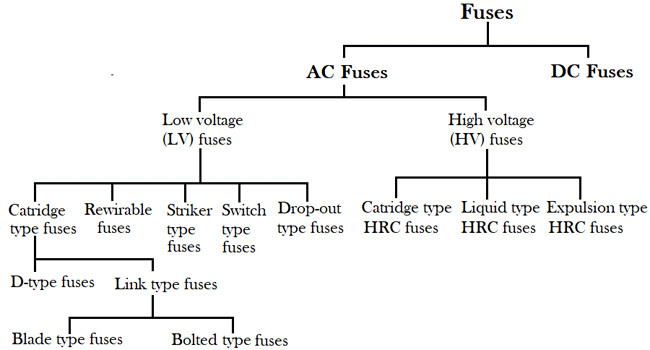 Fuses
AC Fuses
DC Fuses
Low voltage
(LV) fuses
High voltage
(HV) fuses
Catridge
type fuses
Rewirable
fuses
Striker
type
fuses
Switch
type
fuses
Drop-out
type fuses
Catridge type
HRC fuses
Liquid type
HRC fuses
Expulsion type
HRC fuses
D-type fuses
Link type fuses
Blade type fuses
Bolted type fuses